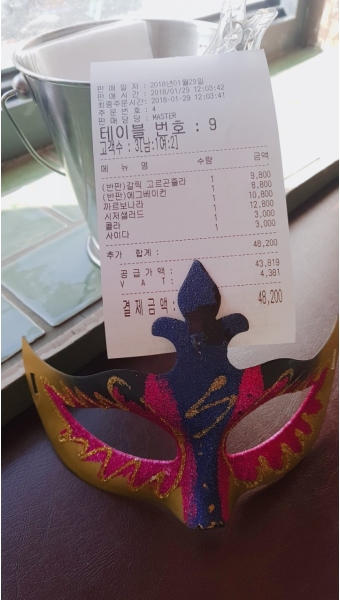 판 매 일 자 : 2018년01월29일
판 매 시 간 : 2018/01/29 12:03:42
최종주문시간: 2018-01-29 12:03:41
주 문 번 호 : 4
판 매 담 당 : MASTER
테이블 번호 : 9
고객수 : 3[남:1여:2]
메 뉴 명 수량 금액
(반판)갈릭 고르곤졸라 1 9,800
(반판)에그베이컨 1 8,800
까르보나라 1 10,800
시저샐러드 1 12,800
콜라 1 3,000
사이다 1 3,000
추가 합계: 48,200
공 급 가 액 : 43,819
V A T : 4,381
결 제 금 액 : 48,200